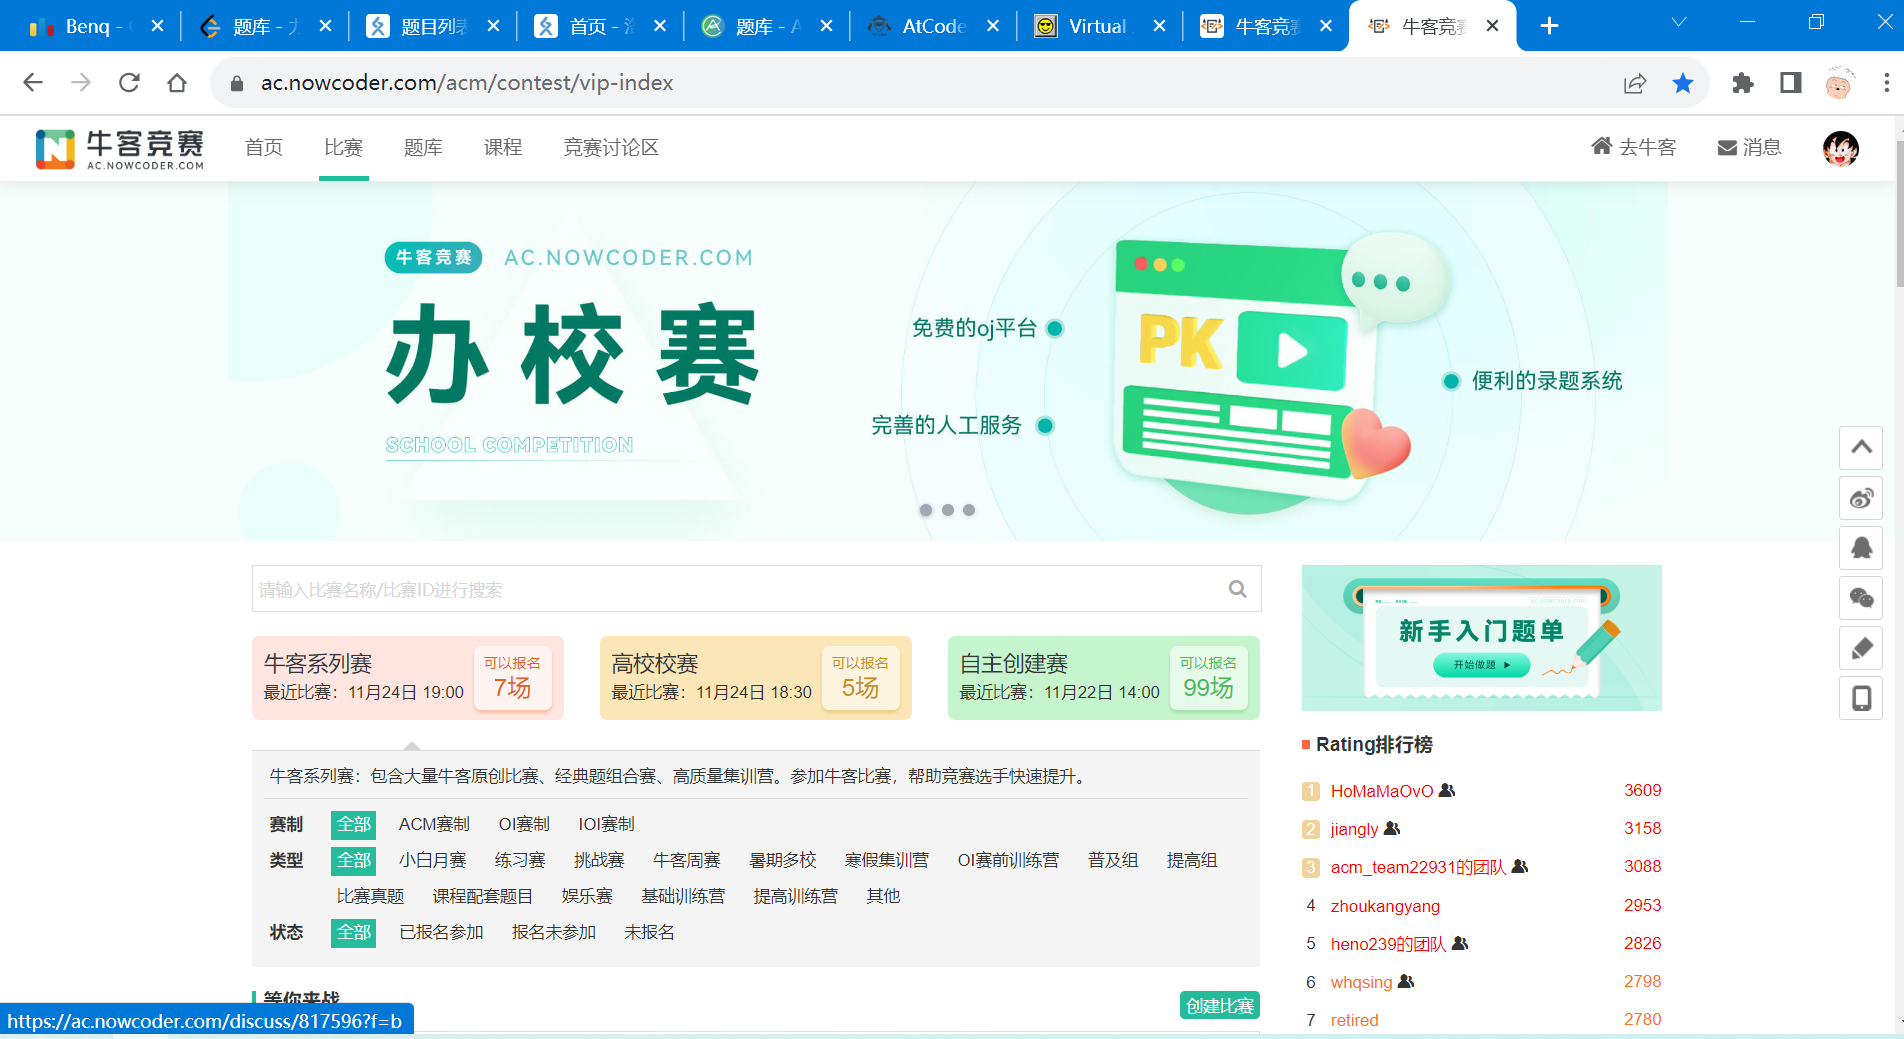 Benq -
题库 -
题目列表
首页 -
题库 - A
AtCode
Virtual
牛客竞赛
牛客竞赛
ac.nowcoder.com/acm/contest/vip-index
牛客竞赛
AC.NOWCODER.COM
首页
比赛
题库
课程
竞赛讨论区
去牛客
消息
牛客竞赛 AC.NOWCODER.COM
办校赛
SCHOOL COMPETITION
免费的oj平台
PK
便利的录题系统
完善的人工服务
请输入比赛名称/比赛ID进行搜索
牛客系列赛
最近比赛：11月24日 19:00
可以报名
7场
高校校赛
最近比赛：11月24日 18:30
可以报名
5场
自主创建赛
最近比赛：11月22日 14:00
可以报名
99场
牛客系列赛：包含大量牛客原创比赛、经典题组合赛、高质量集训营。参加牛客比赛，帮助竞赛选手快速提升。
赛制 全部 ACM赛制 OI赛制 IOI赛制
类型 全部 小白月赛 练习赛 挑战赛 牛客周赛 暑期多校 寒假集训营 OI赛前训练营 普及组 提高组
比赛真题 课程配套题目 娱乐赛 基础训练营 提高训练营 其他
状态 全部 已报名参加 报名未参加 未报名
等你来战
创建比赛
新手入门题单
开始做题
Rating排行榜
1 HoMaMaOvO 3609
2 jiangly 3158
3 acm_team22931的团队 3088
4 zhoukangyang 2953
5 heno239的团队 2826
6 whqsing 2798
7 retired 2780
https://ac.nowcoder.com/discuss/817596?f=b